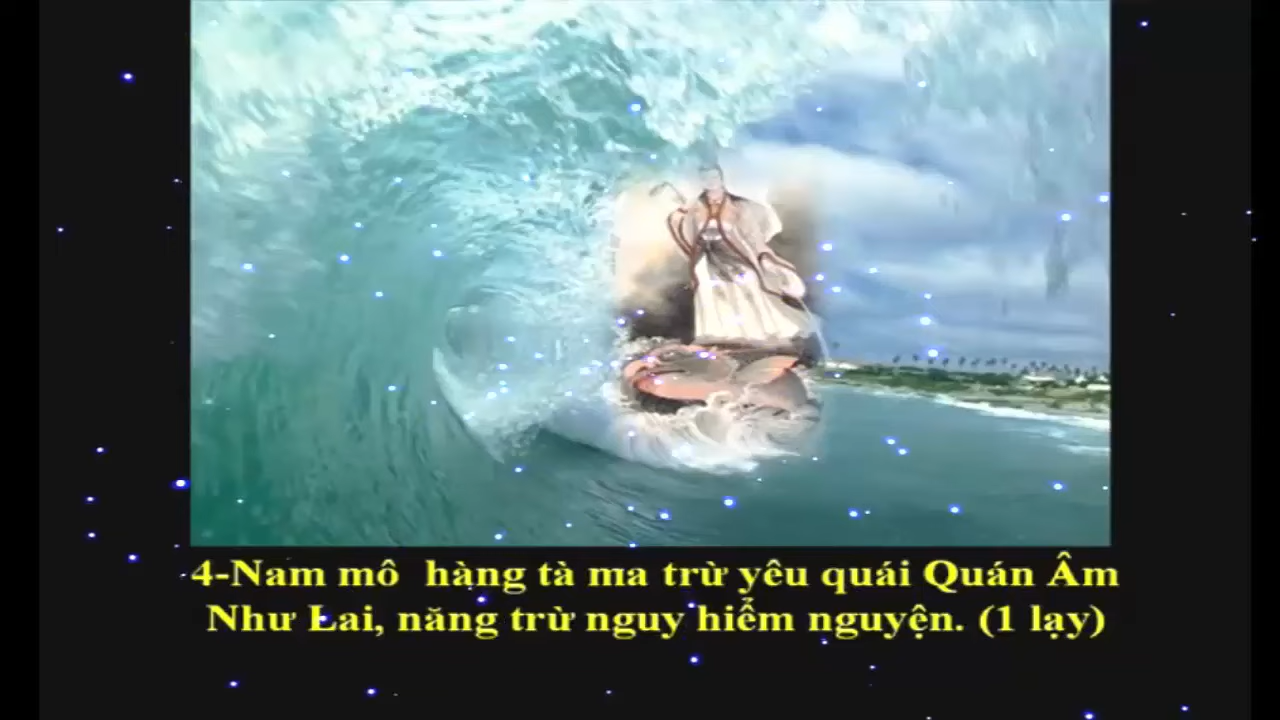 4-Nam mô hàng tà ma trừ yêu quái Quán Âm
Như Lai, năng trừ nguy hiểm nguyện. (1 lạy)